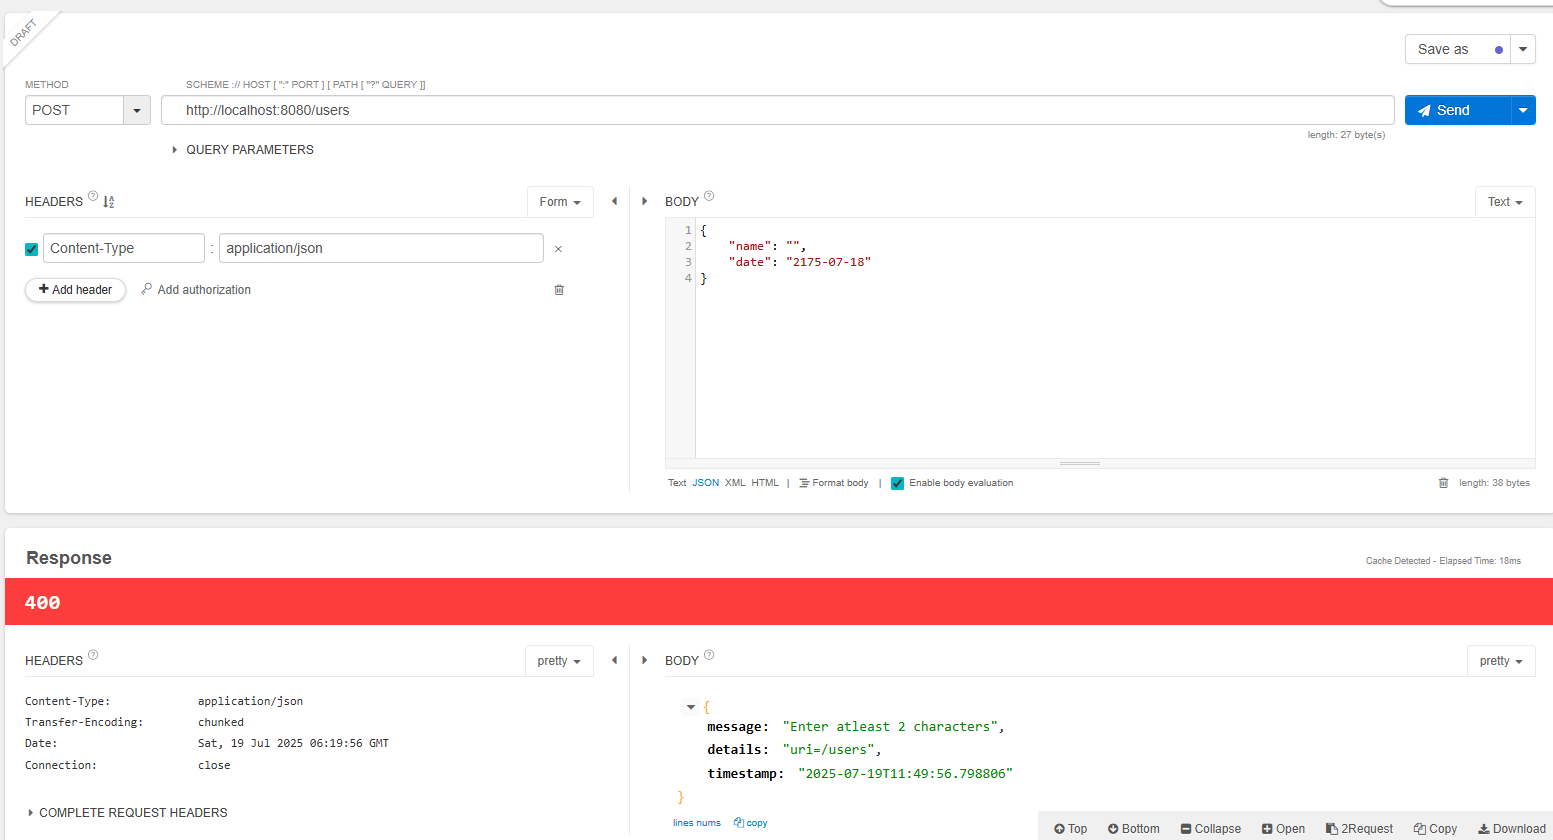 DRAFT
Save as
METHOD
SCHEME :// HOST [ ":" PORT ] [ PATH [ "?" QUERY ]]
POST
http://localhost:8080/users
Send
length: 27 byte(s)
QUERY PARAMETERS
HEADERS ?
Form
BODY ?
Text
Content-Type : application/json ×
+ Add header
Add authorization
1 {
2 "name": "",
3 "date": "2175-07-18"
4 }
Text JSON XML HTML | Format body | Enable body evaluation
length: 38 bytes
Response
Cache Detected - Elapsed Time: 18ms
400
HEADERS ?
pretty
BODY ?
pretty
Content-Type: application/json
Transfer-Encoding: chunked
Date: Sat, 19 Jul 2025 06:19:56 GMT
Connection: close
COMPLETE REQUEST HEADERS
{
message: "Enter atleast 2 characters",
details: "uri=/users",
timestamp: "2025-07-19T11:49:56.798806"
}
lines nums copy
Top Bottom Collapse Open 2Request Copy Download